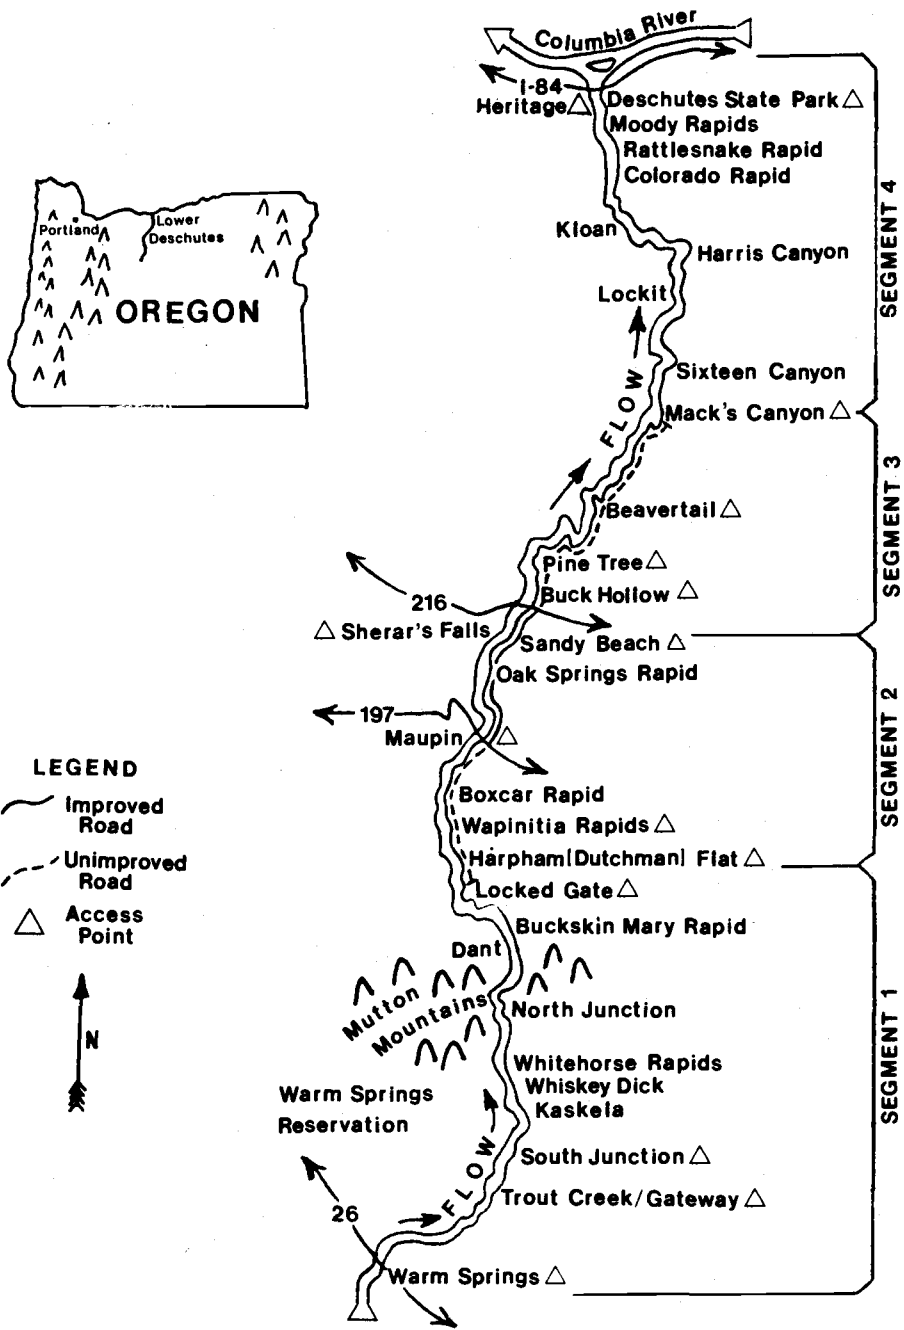 Columbia River
I-84
Heritage
Deschutes State Park
Moody Rapids
Rattlesnake Rapid
Colorado Rapid
Kloan
Harris Canyon
Lockit
Sixteen Canyon
Mack's Canyon
FLOW
SEGMENT 4
Portland
Lower
Deschutes
OREGON
Beavertail
Pine Tree
Buck Hollow
216
Sherar's Falls
SEGMENT 3
Sandy Beach
Oak Springs Rapid
197
Maupin
Boxcar Rapid
Wapinitia Rapids
Harpham(Dutchman) Flat
SEGMENT 2
LEGEND
Improved
Road
Unimproved
Road
Access
Point
N
Locked Gate
Buckskin Mary Rapid
Dant
Mutton
Mountains
North Junction
Whitehorse Rapids
Whiskey Dick
Kaskela
Warm Springs
Reservation
FLOW
South Junction
Trout Creek/Gateway
26
Warm Springs
SEGMENT 1